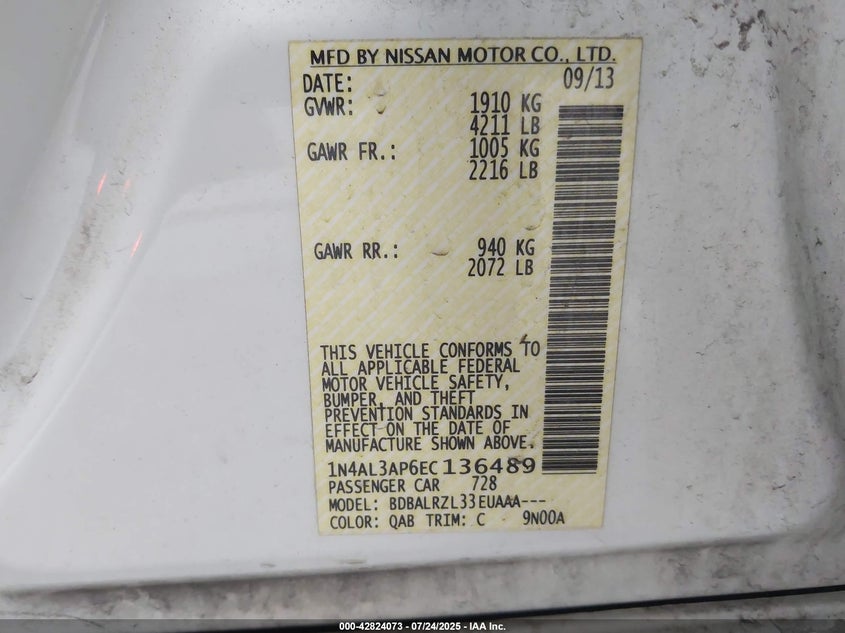 MFD BY NISSAN MOTOR CO., LTD.
DATE: 09/13
GVWR: 1910 KG
4211 LB
GAWR FR.: 1005 KG
2216 LB
GAWR RR.: 940 KG
2072 LB
THIS VEHICLE CONFORMS TO
ALL APPLICABLE FEDERAL
MOTOR VEHICLE SAFETY,
BUMPER, AND THEFT
PREVENTION STANDARDS IN
EFFECT ON THE DATE OF
MANUFACTURE SHOWN ABOVE.
1N4AL3AP6EC136489
PASSENGER CAR 728
MODEL: BDBALRZL33EUAAA---
COLOR: QAB TRIM: C 9N00A
000-42824073 - 07/24/2025 - IAA Inc.